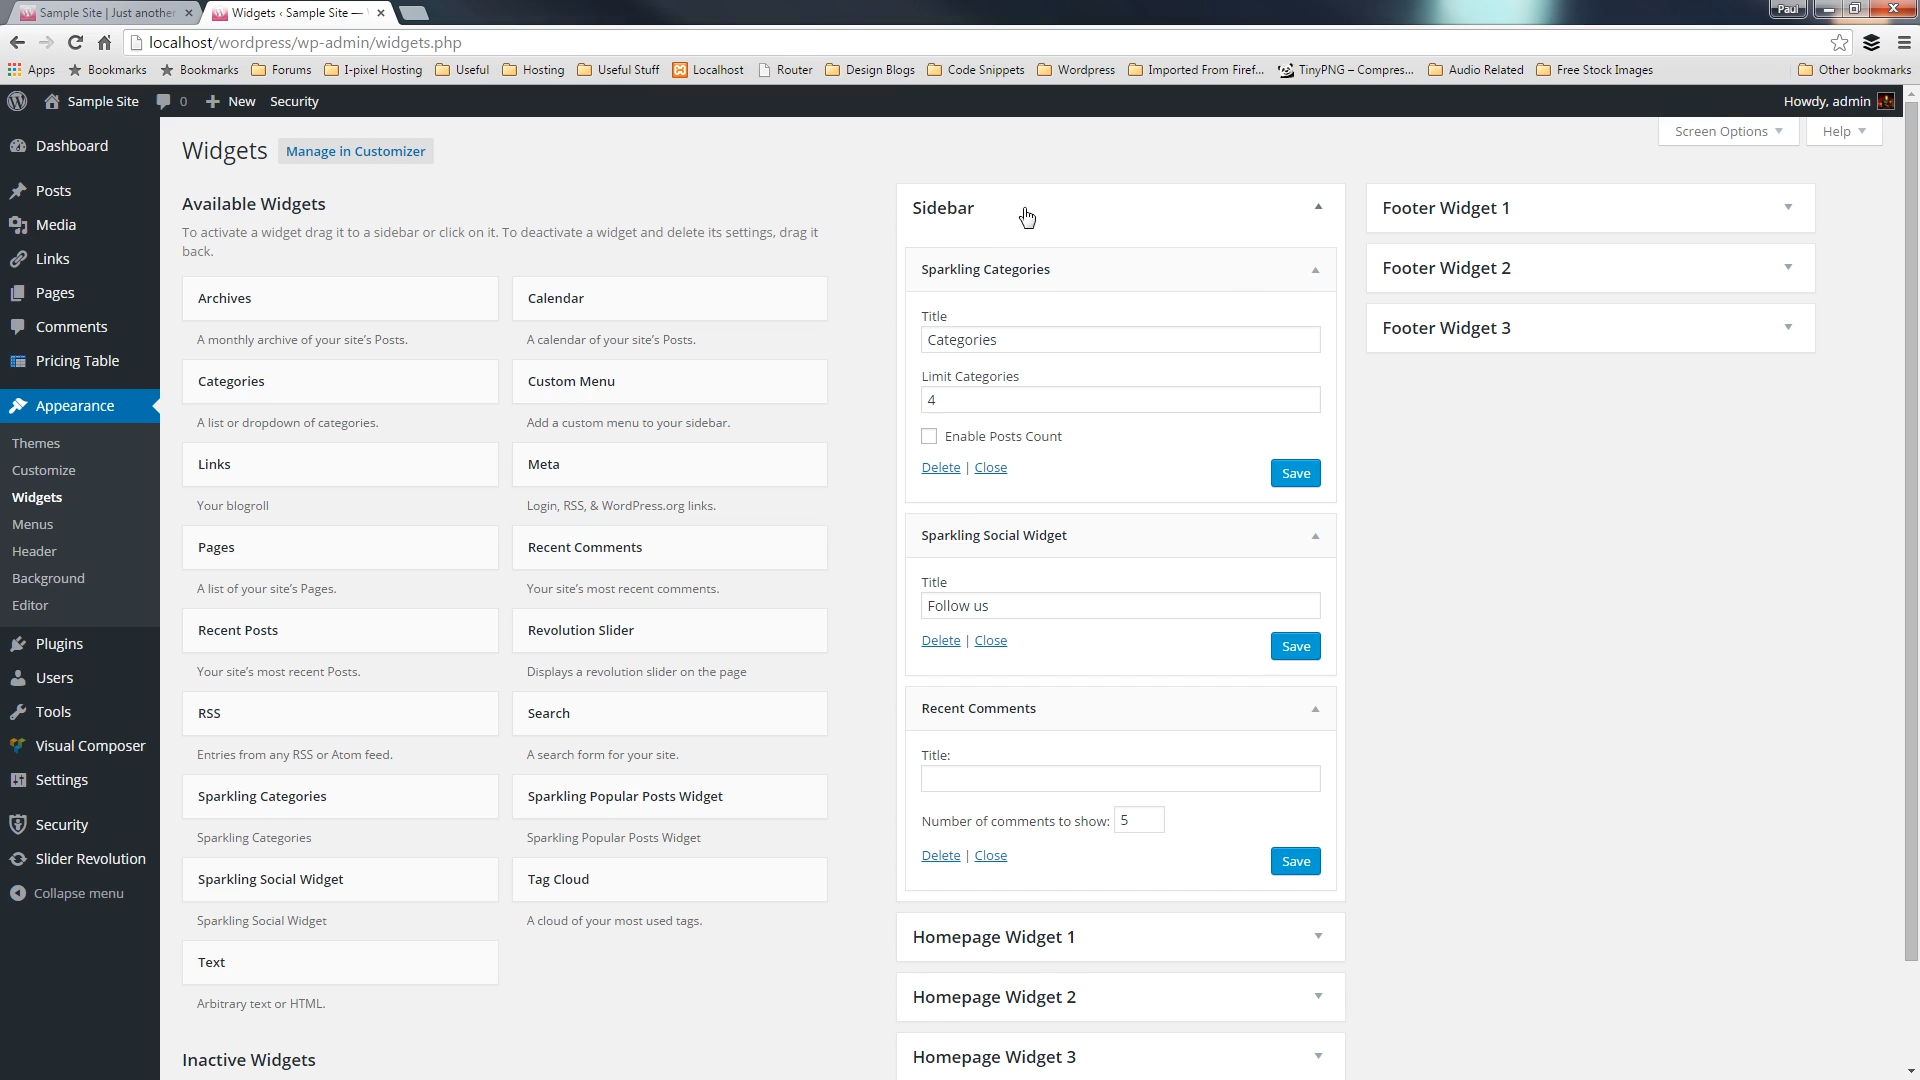 Sample Site | Just another
Widgets ‹ Sample Site —
Paul
localhost/wordpress/wp-admin/widgets.php
Apps
Bookmarks
Bookmarks
Forums
I-pixel Hosting
Useful
Hosting
Useful Stuff
Localhost
Router
Design Blogs
Code Snippets
Wordpress
Imported From Firef...
TinyPNG – Compres...
Audio Related
Free Stock Images
Other bookmarks
Sample Site
0
New
Security
Howdy, admin
Dashboard
Posts
Media
Links
Pages
Comments
Pricing Table
Appearance
Themes
Customize
Widgets
Menus
Header
Background
Editor
Plugins
Users
Tools
Visual Composer
Settings
Security
Slider Revolution
Collapse menu
Widgets
Manage in Customizer
Screen Options
Help
Available Widgets
To activate a widget drag it to a sidebar or click on it. To deactivate a widget and delete its settings, drag it
back.
Archives
A monthly archive of your site's Posts.
Calendar
A calendar of your site's Posts.
Categories
A list or dropdown of categories.
Custom Menu
Add a custom menu to your sidebar.
Links
Your blogroll
Meta
Login, RSS, & WordPress.org links.
Pages
A list of your site's Pages.
Recent Comments
Your site's most recent comments.
Recent Posts
Your site's most recent Posts.
Revolution Slider
Displays a revolution slider on the page
RSS
Entries from any RSS or Atom feed.
Search
A search form for your site.
Sparkling Categories
Sparkling Categories
Sparkling Popular Posts Widget
Sparkling Popular Posts Widget
Sparkling Social Widget
Sparkling Social Widget
Tag Cloud
A cloud of your most used tags.
Text
Arbitrary text or HTML.
Inactive Widgets
Sidebar
Sparkling Categories
Title
Categories
Limit Categories
4
Enable Posts Count
Delete | Close
Save
Sparkling Social Widget
Title
Follow us
Delete | Close
Save
Recent Comments
Title:
Number of comments to show: 5
Delete | Close
Save
Homepage Widget 1
Homepage Widget 2
Homepage Widget 3
Footer Widget 1
Footer Widget 2
Footer Widget 3